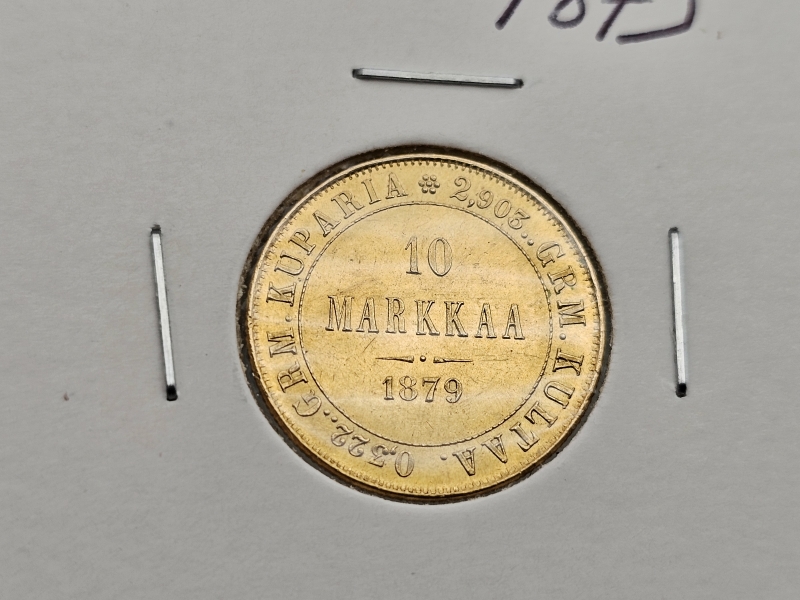 2,903..GRM.KULTAA. 0,322..GRM.KUPARIA
10
MARKKAA
1879